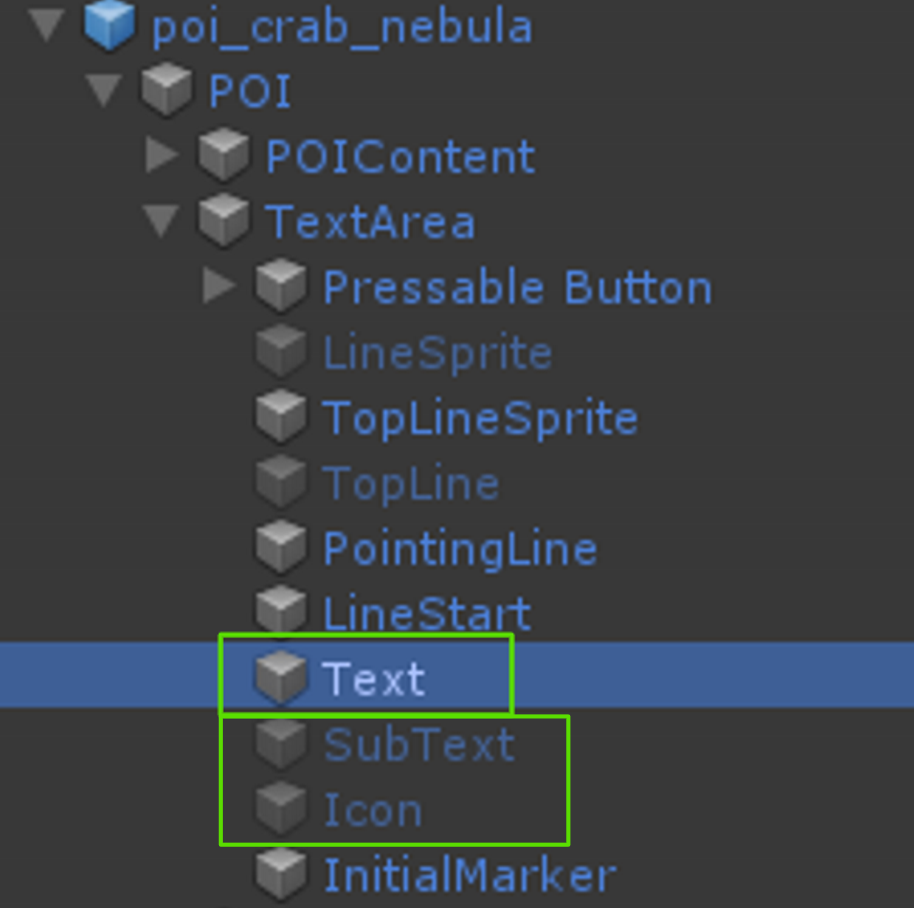 poi_crab_nebula
POI
POIContent
TextArea
Pressable Button
LineSprite
TopLineSprite
TopLine
PointingLine
LineStart
Text
SubText
Icon
InitialMarker